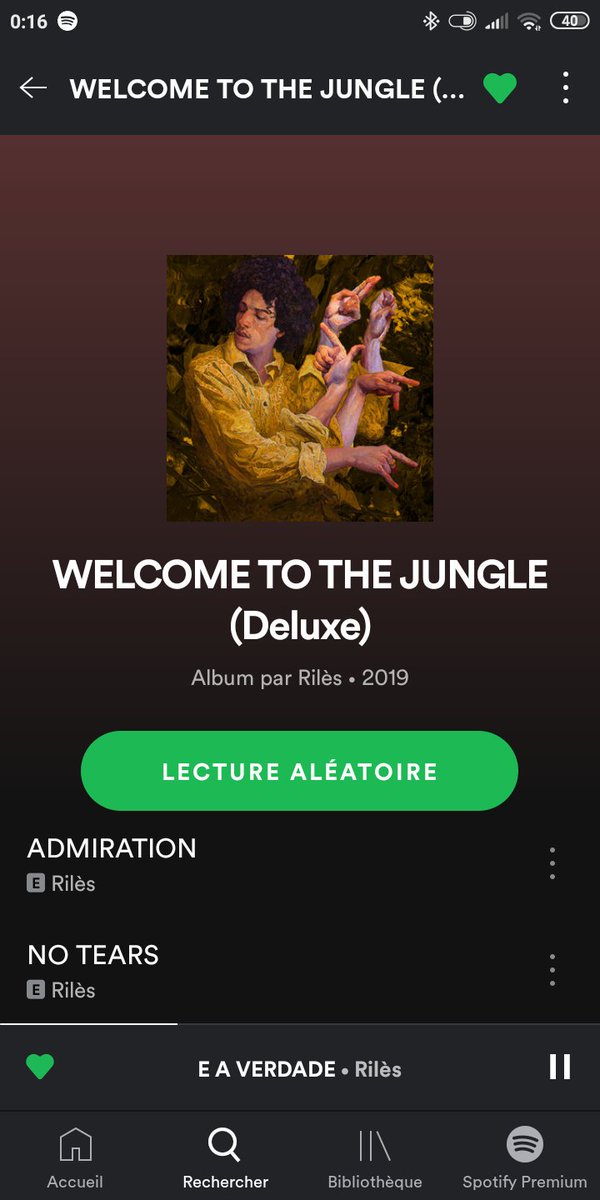 0:16
40
WELCOME TO THE JUNGLE (...
WELCOME TO THE JUNGLE
(Deluxe)
Album par Rilès • 2019
LECTURE ALÉATOIRE
ADMIRATION
E Rilès
NO TEARS
E Rilès
E A VERDADE • Rilès
Accueil
Rechercher
Bibliothèque
Spotify Premium